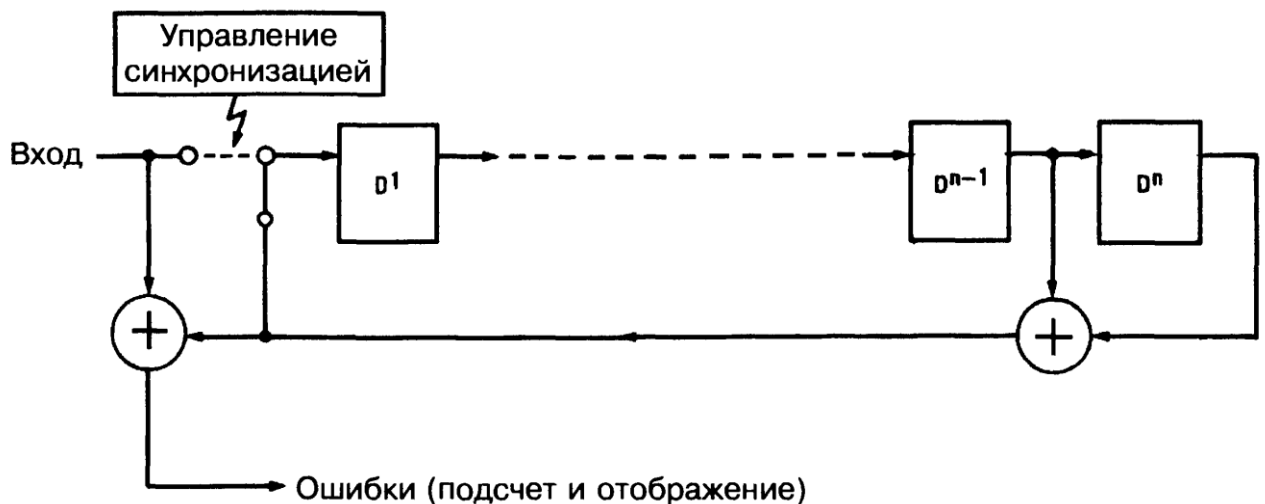 Управление
синхронизацией
Вход
D¹
Dⁿ⁻¹
Dⁿ
+
+
Ошибки (подсчет и отображение)